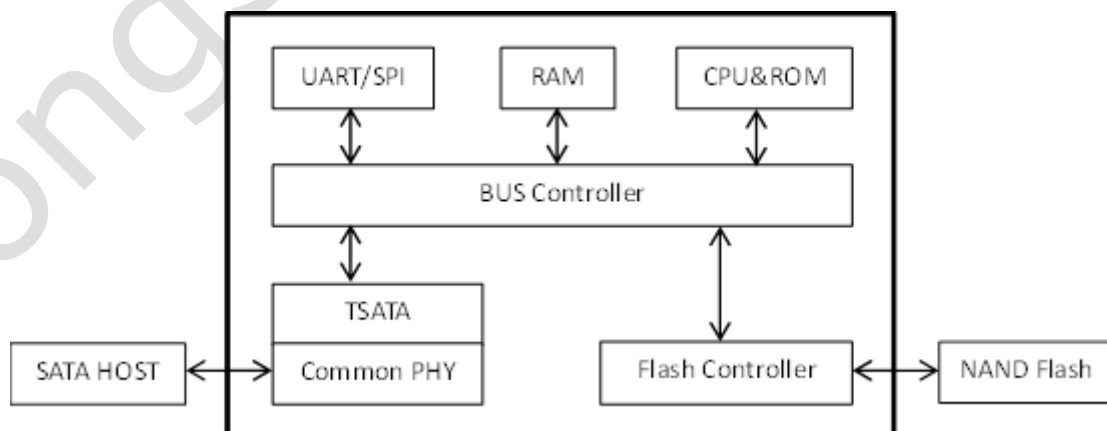 UART/SPI RAM CPU&ROM
BUS Controller
TSATA
SATA HOST Common PHY Flash Controller NAND Flash